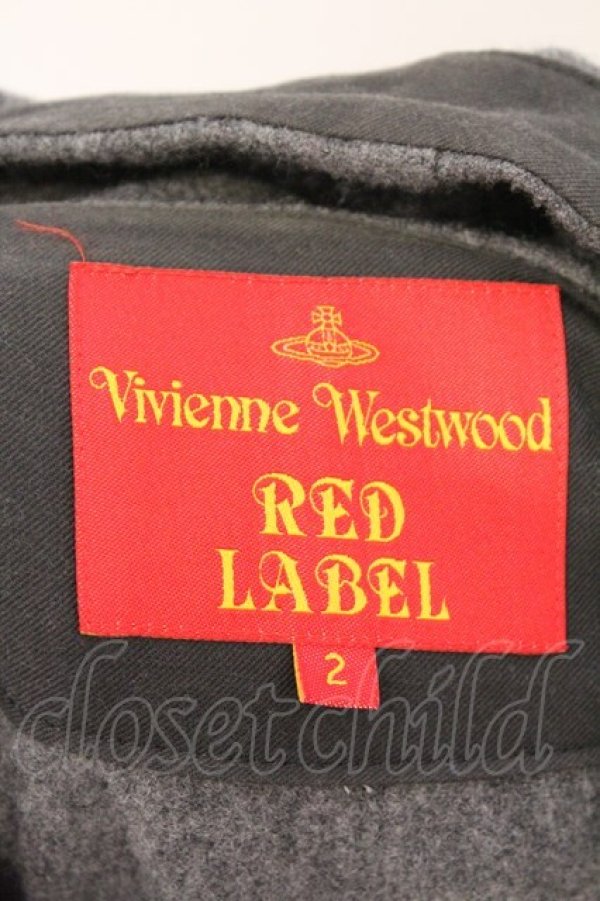 Vivienne Westwood
RED
LABEL
2
closetchild